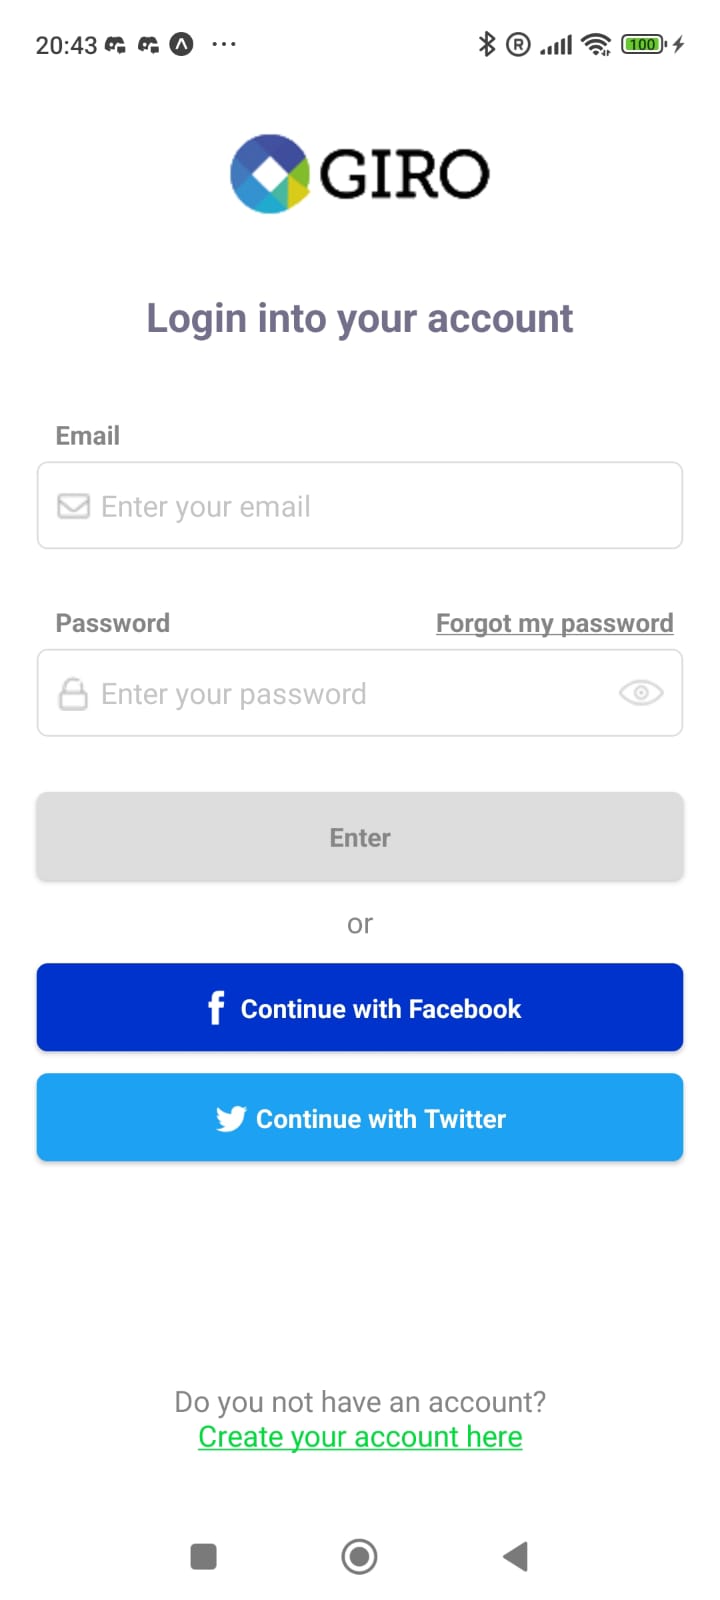 20:43 ... 100
GIRO
Login into your account
Email
Enter your email
Password Forgot my password
Enter your password
Enter
or
f Continue with Facebook
Continue with Twitter
Do you not have an account?
Create your account here